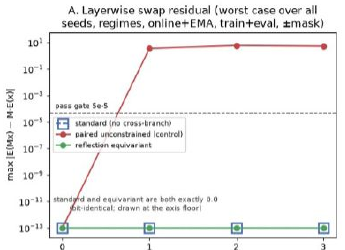 A. Layerwise swap residual (worst case over all
seeds, regimes, online+EMA, train+eval, ±mask)
10¹
10⁻¹
10⁻³
pass gate 5e-5
10⁻⁵
standard (no cross-branch)
paired unconstrained (control)
reflection equivariant
10⁻⁷
10⁻⁹
10⁻¹¹
standard and equivariant are both exactly 0.0
(bit-identical; drawn at the axis floor)
10⁻¹³
max |E(Mx) − M·E(x)|
0 1 2 3